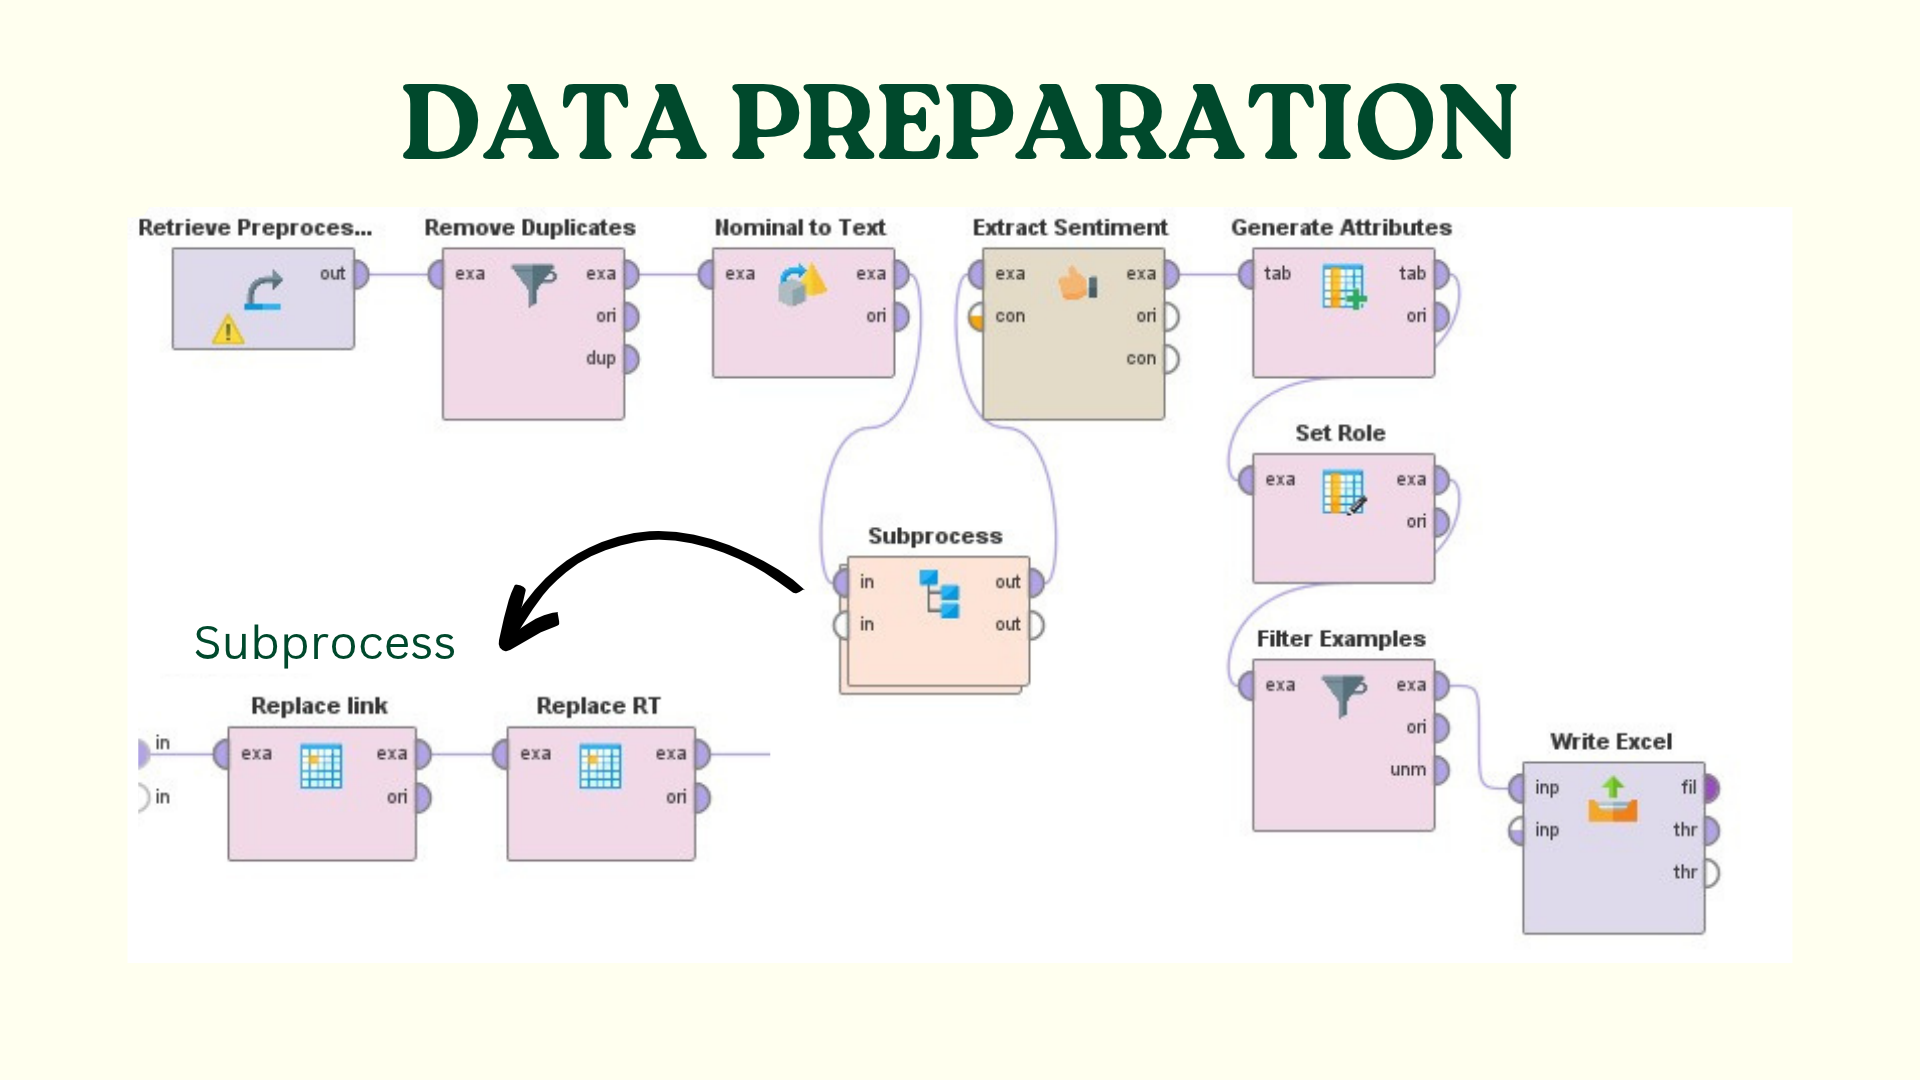 DATA PREPARATION
Retrieve Preproces...
out
Remove Duplicates
exa exa
ori
dup
Nominal to Text
exa exa
ori
Extract Sentiment
exa exa
con ori
con
Generate Attributes
tab tab
ori
Set Role
exa exa
ori
Subprocess
in out
in out
Filter Examples
exa exa
ori
unm
Write Excel
inp fil
inp thr
thr
Subprocess
in
in
Replace link
exa exa
ori
Replace RT
exa exa
ori